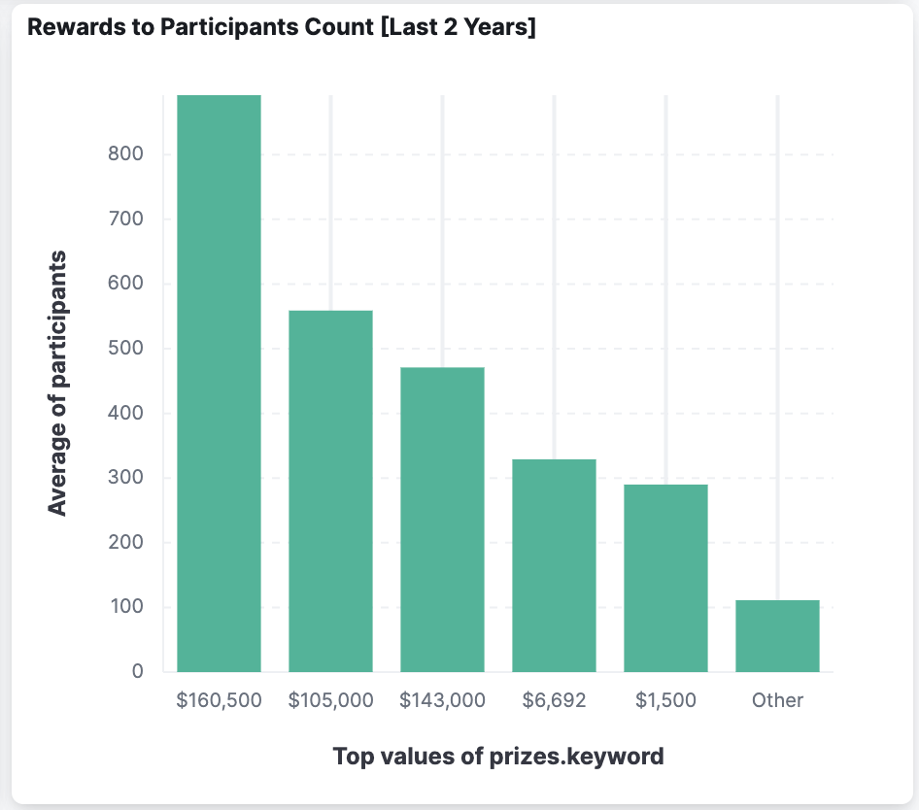 Rewards to Participants Count [Last 2 Years]
Average of participants
800
700
600
500
400
300
200
100
0
$160,500 $105,000 $143,000 $6,692 $1,500 Other
Top values of prizes.keyword